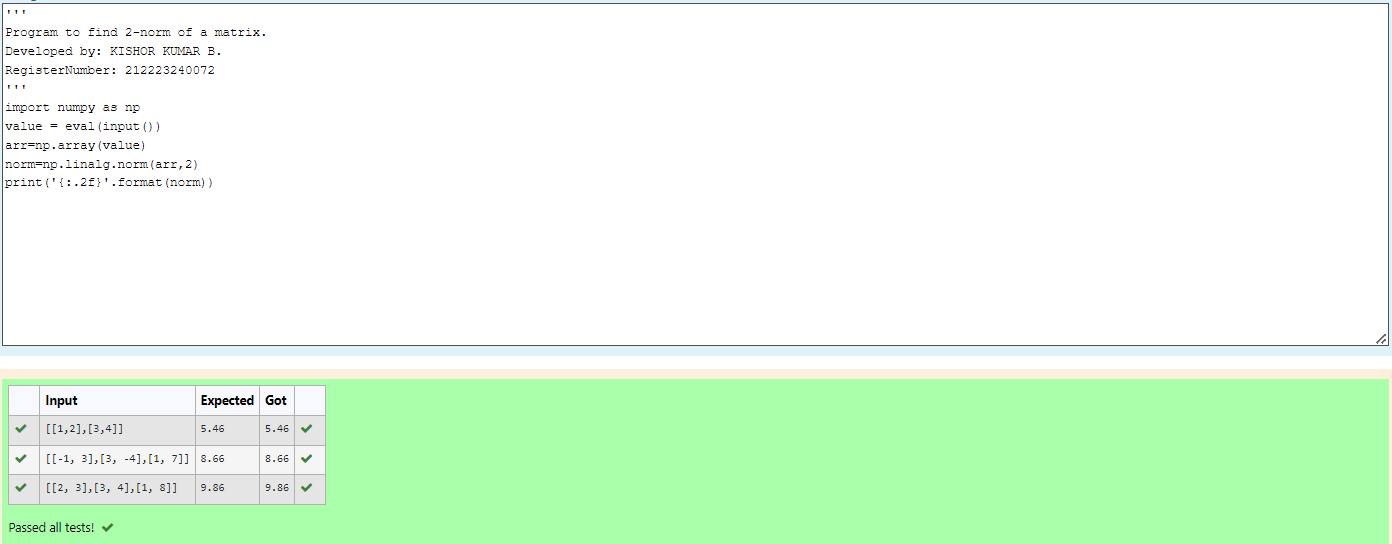 '''
Program to find 2-norm of a matrix.
Developed by: KISHOR KUMAR B.
RegisterNumber: 212223240072
'''
import numpy as np
value = eval(input())
arr=np.array(value)
norm=np.linalg.norm(arr,2)
print('{:.2f}'.format(norm))
Input Expected Got
[[1,2],[3,4]] 5.46 5.46
[[-1, 3],[3, -4],[1, 7]] 8.66 8.66
[[2, 3],[3, 4],[1, 8]] 9.86 9.86
Passed all tests!